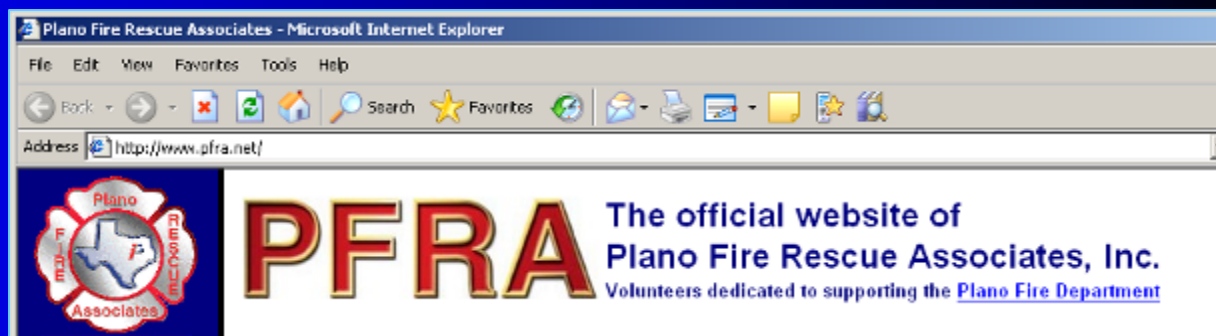 Plano Fire Rescue Associates - Microsoft Internet Explorer
File Edit View Favorites Tools Help
Back Search Favorites
Address http://www.pfra.net/
Plano
FIRE
RESCUE
Associates
PFRA
The official website of
Plano Fire Rescue Associates, Inc.
Volunteers dedicated to supporting the Plano Fire Department